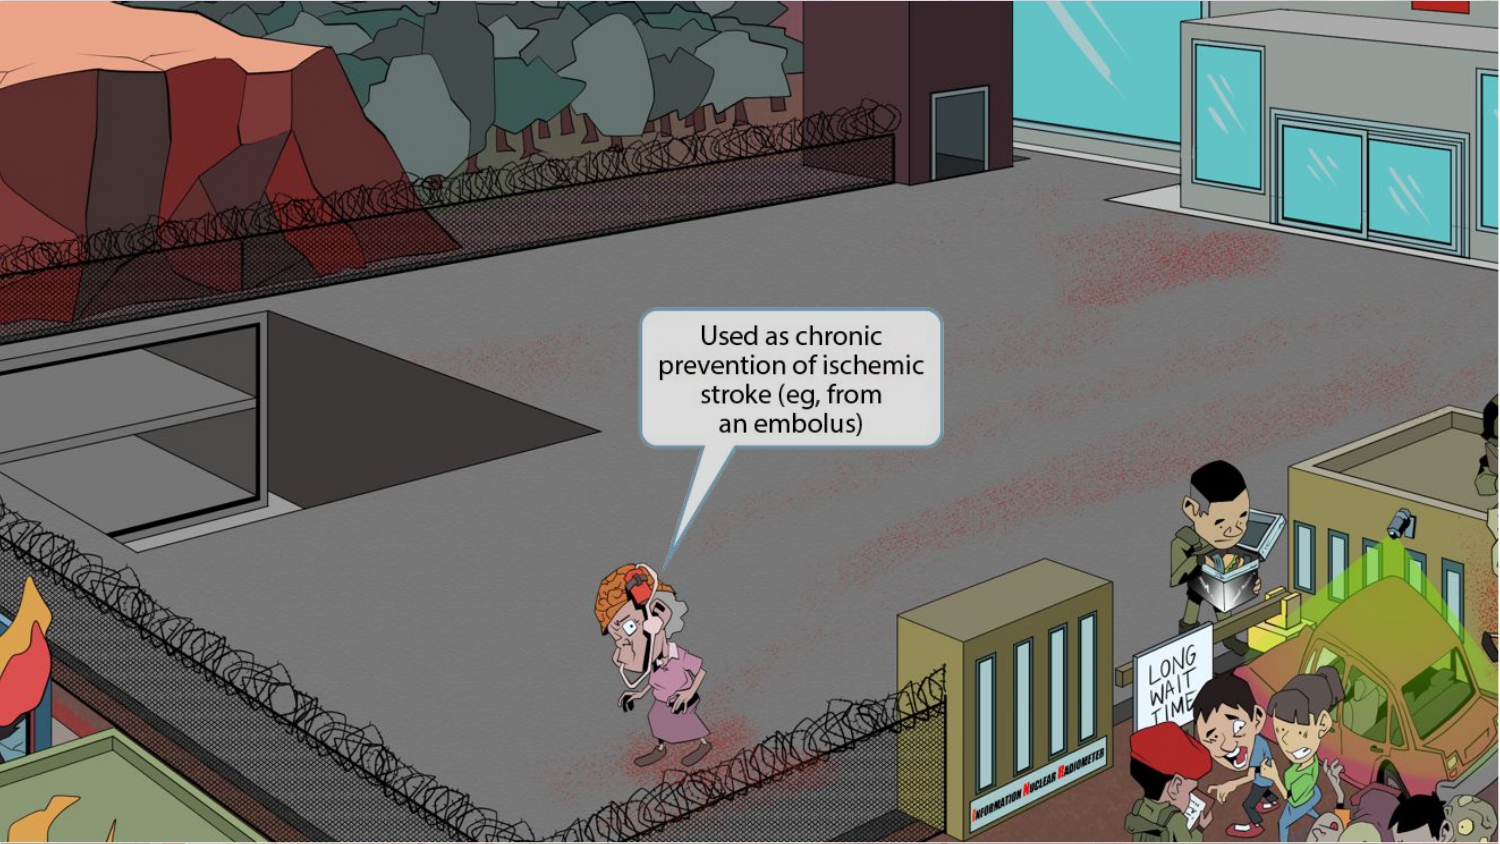 Used as chronic
prevention of ischemic
stroke (eg, from
an embolus)
LONG
WAIT
TIME
INFORMATION NUCLEAR RADIOMETER